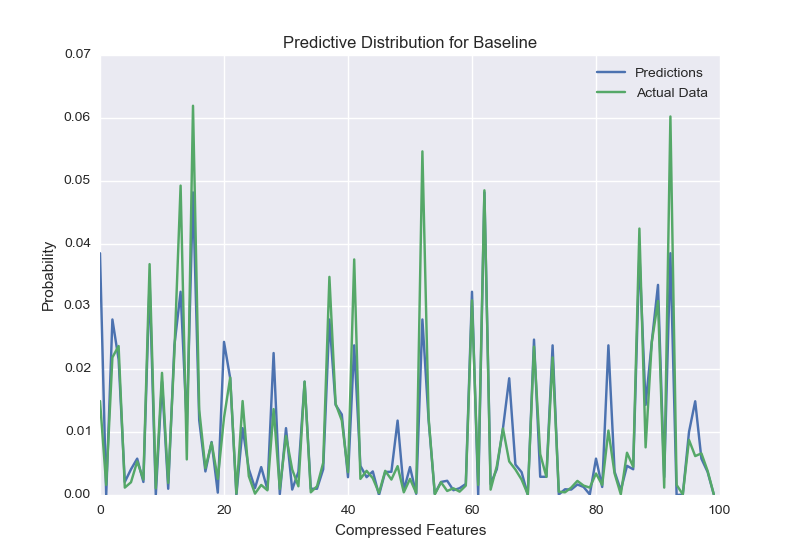 Predictive Distribution for Baseline
Predictions
Actual Data
0.07
0.06
0.05
0.04
0.03
0.02
0.01
0.00
Probability
0 20 40 60 80 100
Compressed Features